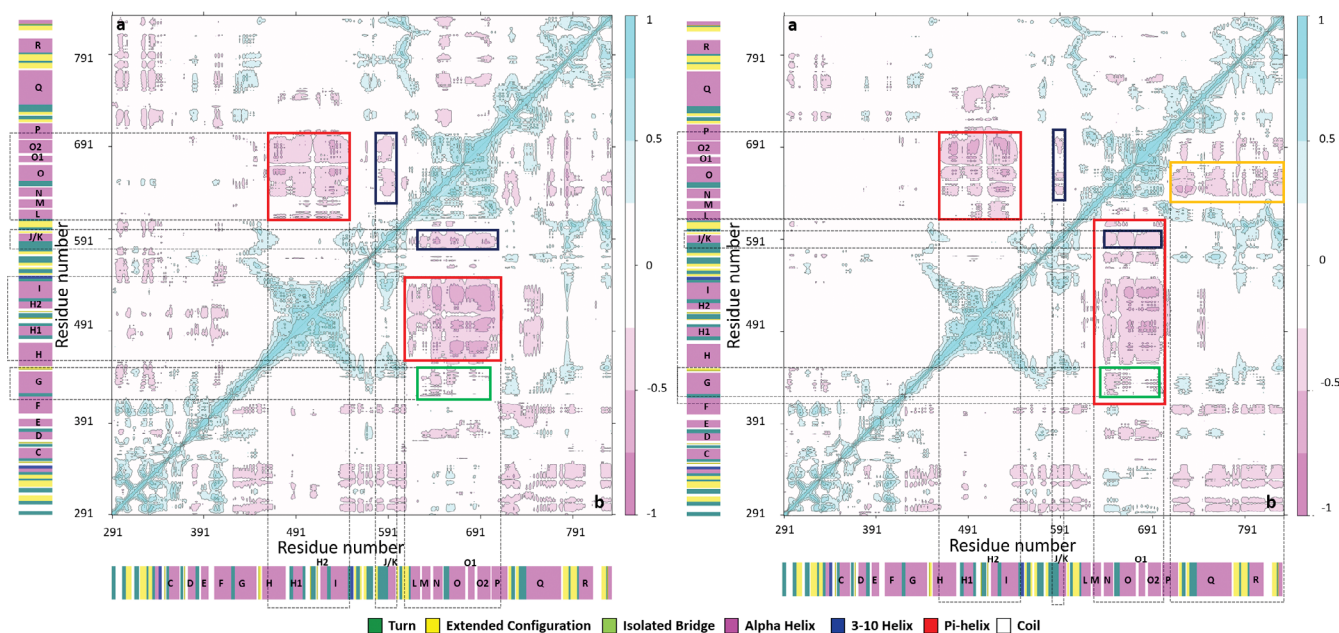 a
R
791
Q
P
691
O2
O1
O
N
M
L
591
J/K
I
H2
491
H1
H
G
F
391
E
D
C
291
b
Residue number
291 391 491 591 691 791
Residue number
H2 J/K O1
C D E F G H H1 I L M N O O2 P Q R
1
0.5
0
-0.5
-1
a
R
791
Q
P
691
O2
O1
O
N
M
L
591
J/K
I
H2
491
H1
H
G
F
391
E
D
C
291
b
Residue number
291 391 491 591 691 791
Residue number
H2 J/K O1
C D E F G H H1 I L M N O O2 P Q R
1
0.5
0
-0.5
-1
Turn Extended Configuration Isolated Bridge Alpha Helix 3-10 Helix Pi-helix Coil